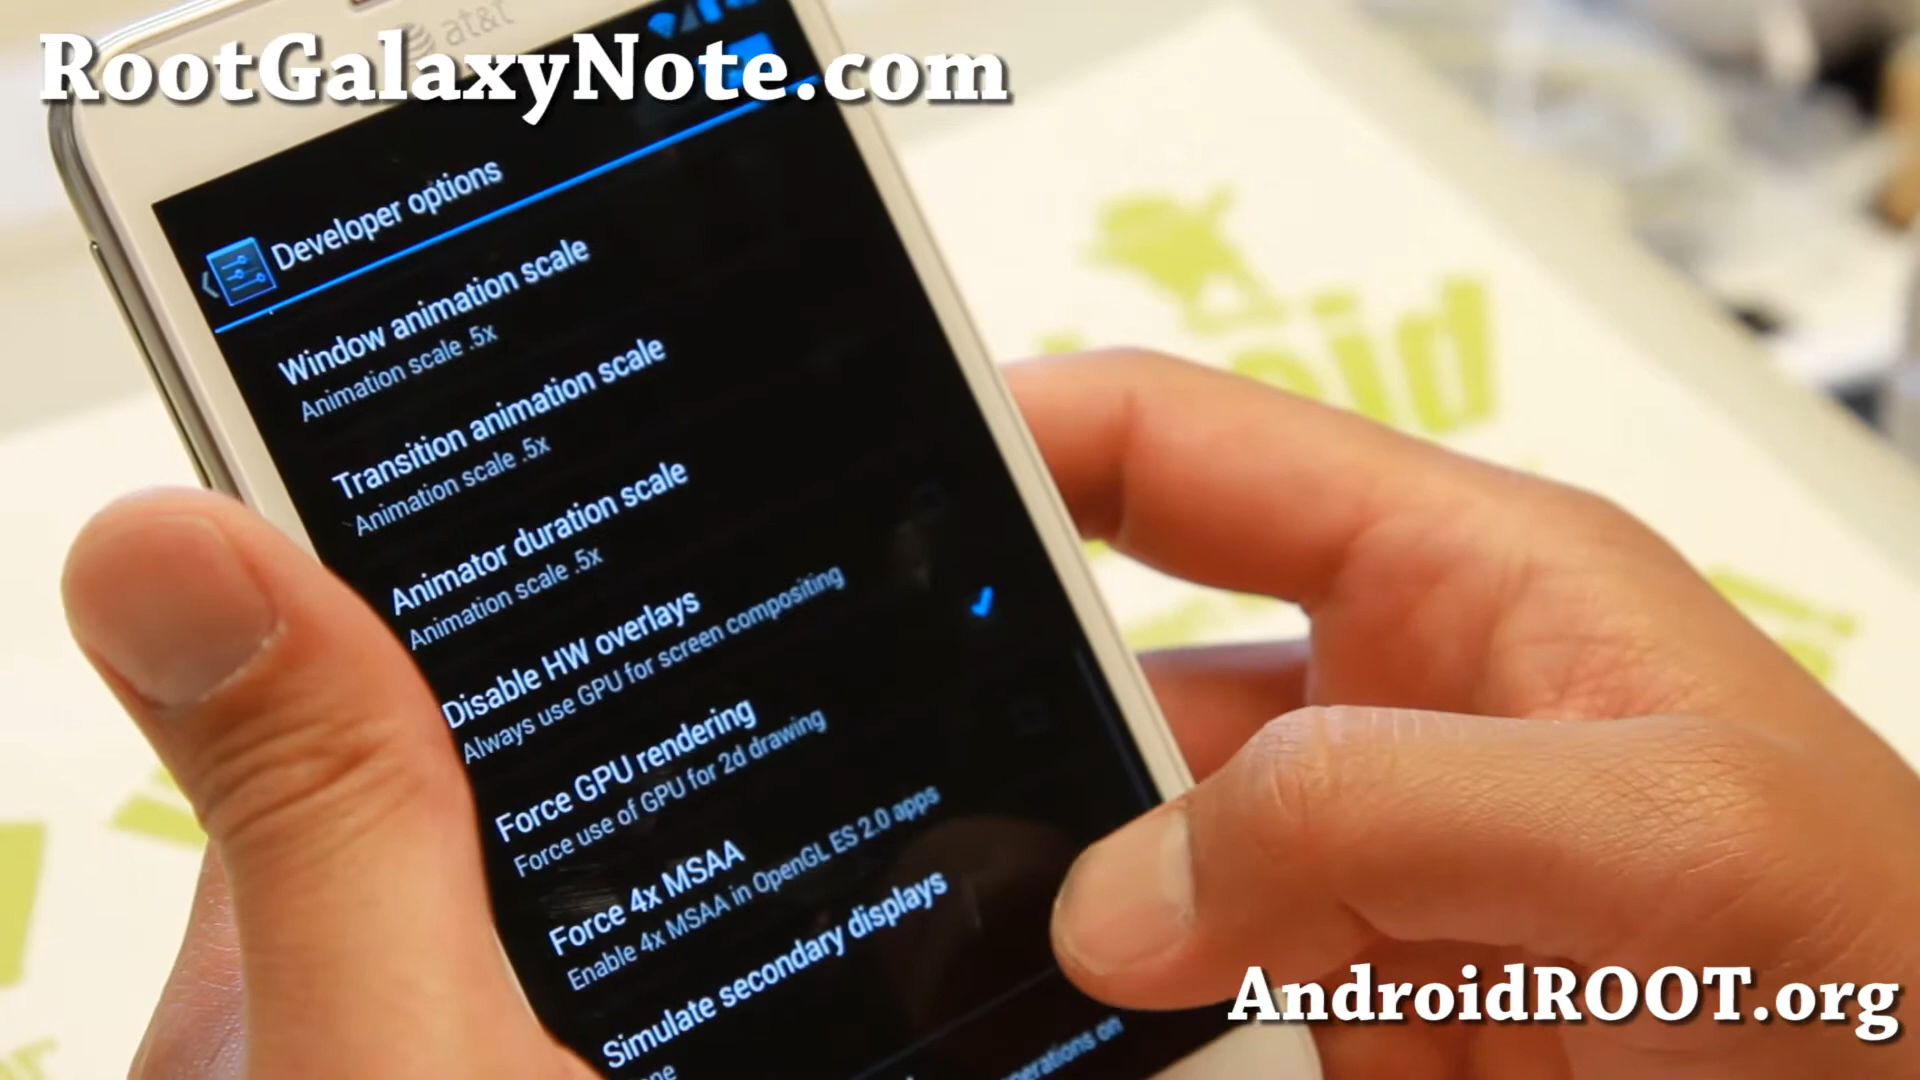 at&t
RootGalaxyNote.com
Developer options
Window animation scale
Animation scale .5x
Transition animation scale
Animation scale .5x
Animator duration scale
Animation scale .5x
Disable HW overlays
Always use GPU for screen compositing
Force GPU rendering
Force use of GPU for 2d drawing
Force 4x MSAA
Enable 4x MSAA in OpenGL ES 2.0 apps
Simulate secondary displays
on
AndroidROOT.org